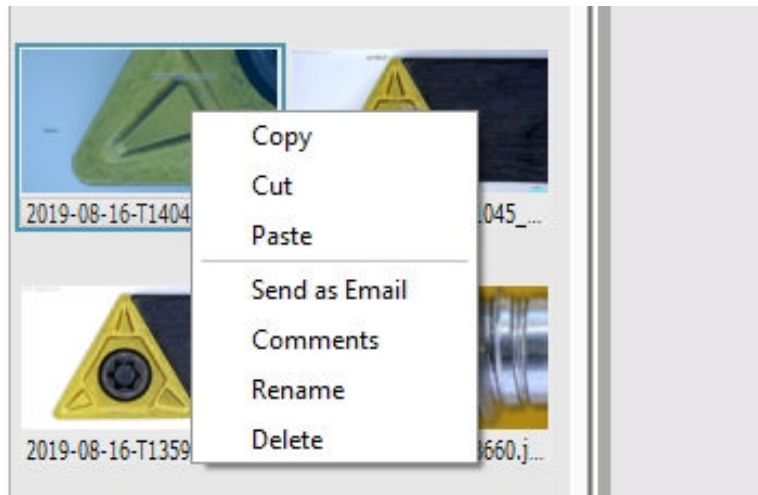 Copy
Cut
Paste
Send as Email
Comments
Rename
Delete
2019-08-16-T1404
1045_...
2019-08-16-T1359
3660.j...